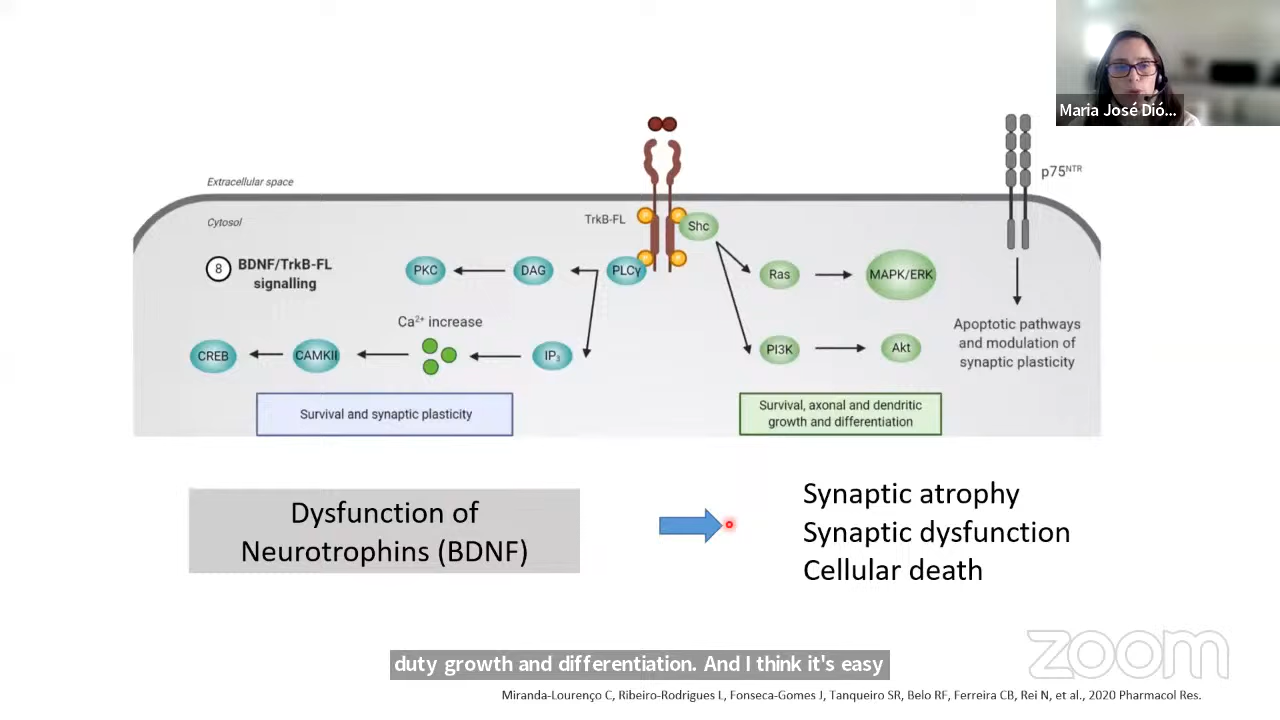 Maria José Dió...
Extracellular space
Cytosol
TrkB-FL
Shc
p75NTR
8
BDNF/TrkB-FL
signalling
PKC
DAG
PLCγ
Ras
MAPK/ERK
Ca2+ increase
CREB
CAMKII
IP3
PI3K
Akt
Apoptotic pathways
and modulation of
synaptic plasticity
Survival and synaptic plasticity
Survival, axonal and dendritic
growth and differentiation
Dysfunction of
Neurotrophins (BDNF)
Synaptic atrophy
Synaptic dysfunction
Cellular death
zoom
duty growth and differentiation. And I think it's easy
Miranda-Lourenço C, Ribeiro-Rodrigues L, Fonseca-Gomes J, Tanqueiro SR, Belo RF, Ferreira CB, Rei N, et al., 2020 Pharmacol Res.